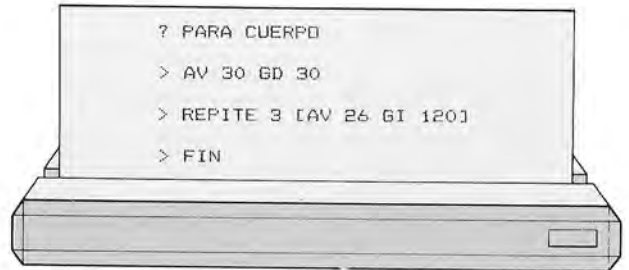 ? PARA CUERPO
> AV 30 GD 30
> REPITE 3 [AV 26 GI 120]
> FIN